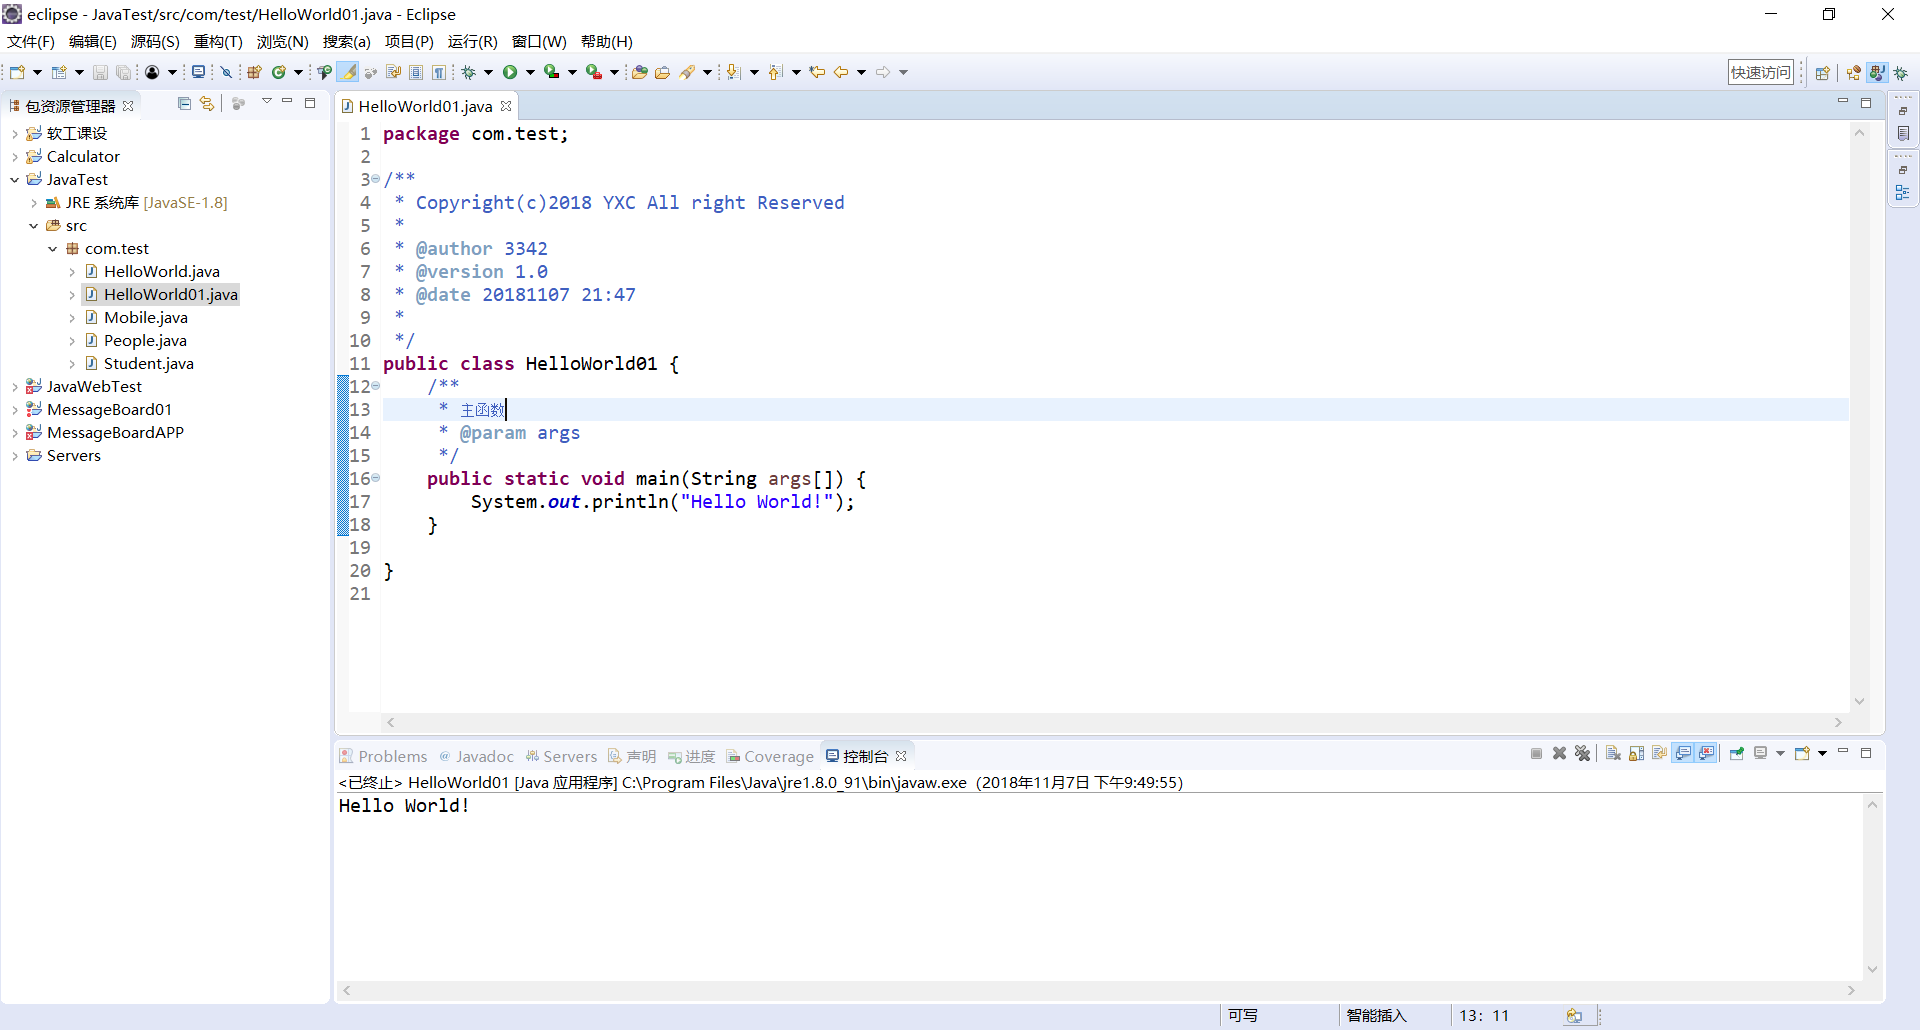 eclipse - JavaTest/src/com/test/HelloWorld01.java - Eclipse
文件(F) 编辑(E) 源码(S) 重构(T) 浏览(N) 搜索(a) 项目(P) 运行(R) 窗口(W) 帮助(H)
快速访问
包资源管理器
软工课设
Calculator
JavaTest
JRE 系统库 [JavaSE-1.8]
src
com.test
HelloWorld.java
HelloWorld01.java
Mobile.java
People.java
Student.java
JavaWebTest
MessageBoard01
MessageBoardAPP
Servers
HelloWorld01.java
1 package com.test;
2
3 /**
4  * Copyright(c)2018 YXC All right Reserved
5  *
6  * @author 3342
7  * @version 1.0
8  * @date 20181107 21:47
9  *
10  */
11 public class HelloWorld01 {
12     /**
13      * 主函数
14      * @param args
15      */
16     public static void main(String args[]) {
17         System.out.println("Hello World!");
18     }
19
20 }
21
Problems @ Javadoc Servers 声明 进度 Coverage 控制台
<已终止> HelloWorld01 [Java 应用程序] C:\Program Files\Java\jre1.8.0_91\bin\javaw.exe  (2018年11月7日 下午9:49:55)
Hello World!
可写 智能插入 13: 11